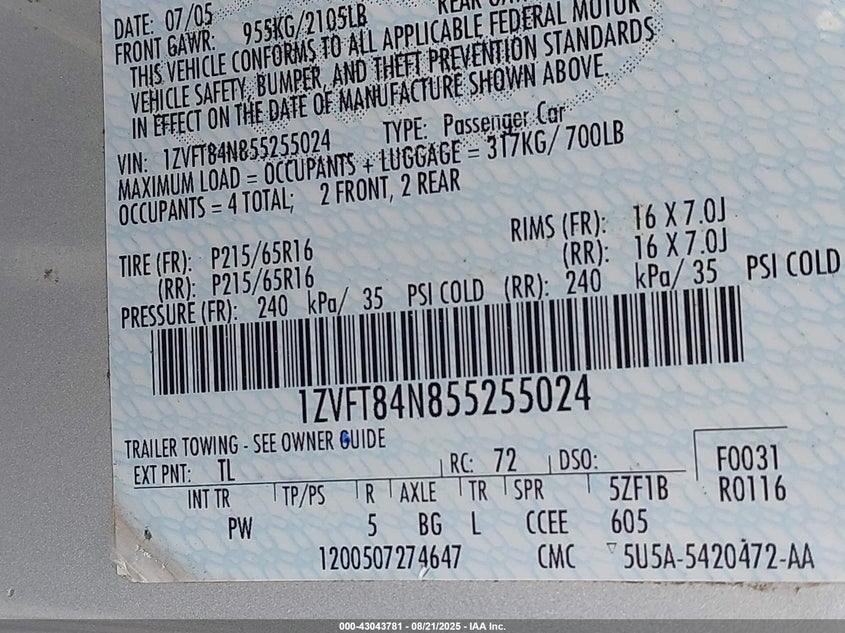 DATE: 07/05
FRONT GAWR: 955KG/2105LB REAR
THIS VEHICLE CONFORMS TO ALL APPLICABLE FEDERAL MOTOR
VEHICLE SAFETY, BUMPER, AND THEFT PREVENTION STANDARDS
IN EFFECT ON THE DATE OF MANUFACTURE SHOWN ABOVE.
VIN: 1ZVFT84N855255024 TYPE: Passenger Car
MAXIMUM LOAD = OCCUPANTS + LUGGAGE = 317KG/ 700LB
OCCUPANTS = 4 TOTAL; 2 FRONT, 2 REAR
TIRE (FR): P215/65R16 RIMS (FR): 16 X 7.0J
(RR): P215/65R16 (RR): 16 X 7.0J
PRESSURE (FR): 240 kPa/ 35 PSI COLD (RR): 240 kPa/ 35 PSI COLD
1ZVFT84N855255024
TRAILER TOWING - SEE OWNER GUIDE
EXT PNT: TL RC: 72 DSO: F0031
INT TR TP/PS R AXLE TR SPR 5ZF1B R0116
PW 5 BG L CCEE 605
1200507274647 CMC ▽5U5A-5420472-AA
000-43043781 - 08/21/2025 - IAA Inc.